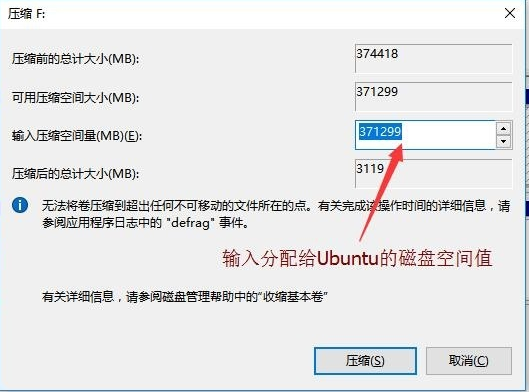 压缩 F:
压缩前的总计大小(MB):
374418
可用压缩空间大小(MB):
371299
输入压缩空间量(MB)(E):
371299
压缩后的总计大小(MB):
3119
无法将卷压缩到超出任何不可移动的文件所在的点。有关完成该操作时间的详细信息，请
参阅应用程序日志中的 "defrag" 事件。
输入分配给Ubuntu的磁盘空间值
有关详细信息，请参阅磁盘管理帮助中的“收缩基本卷”
压缩(S)
取消(C)